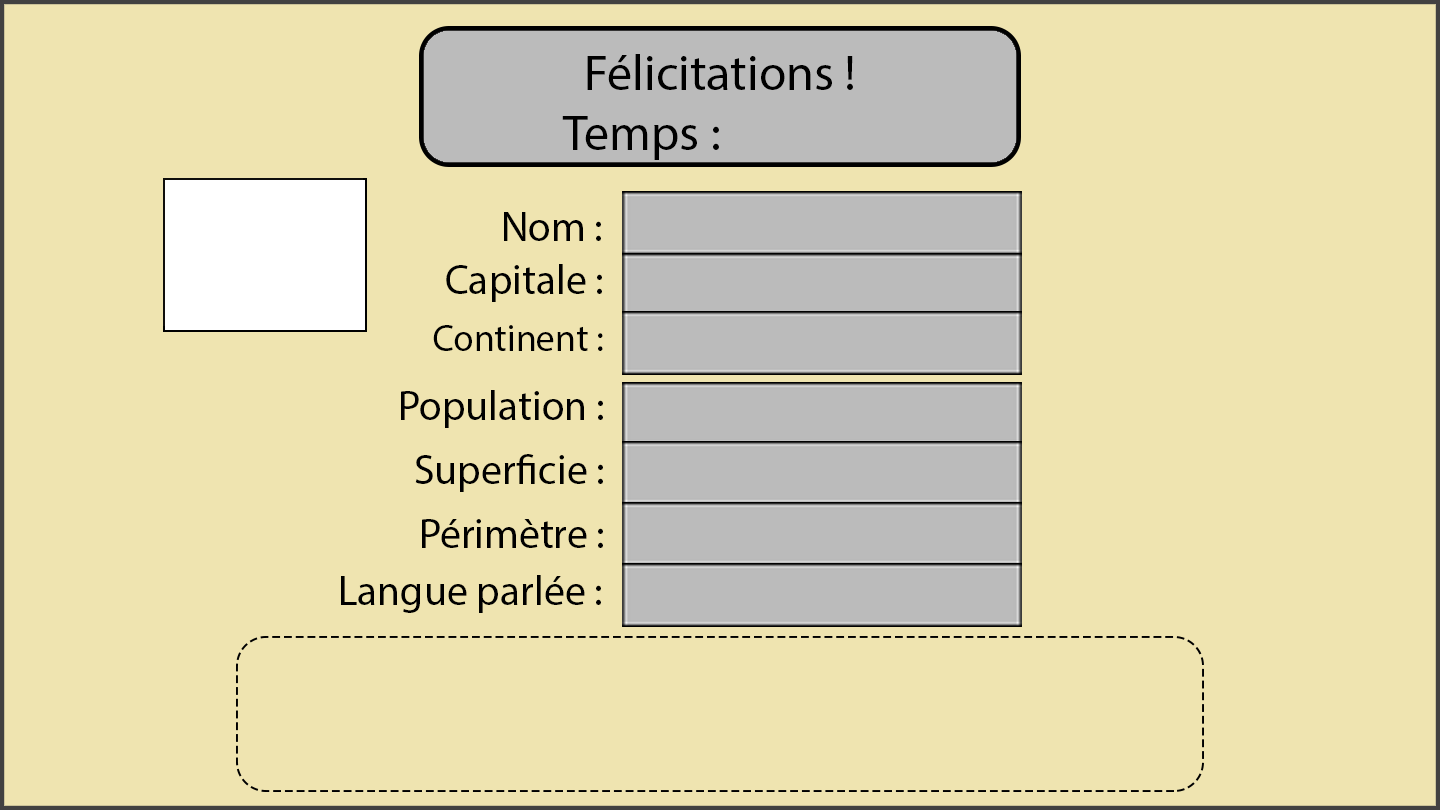 Félicitations !
Temps :
Nom :
Capitale :
Continent :
Population :
Superficie :
Périmètre :
Langue parlée :